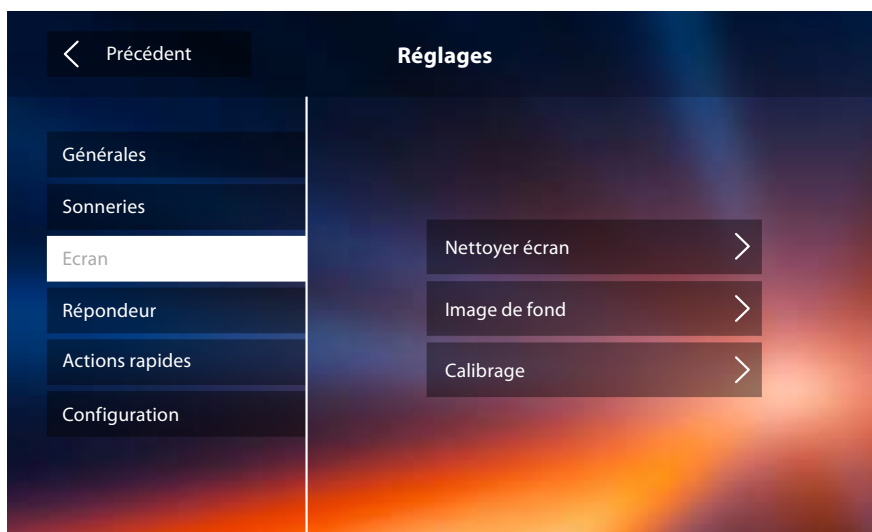 Précédent
Réglages
Générales
Sonneries
Ecran
Répondeur
Actions rapides
Configuration
Nettoyer écran
Image de fond
Calibrage